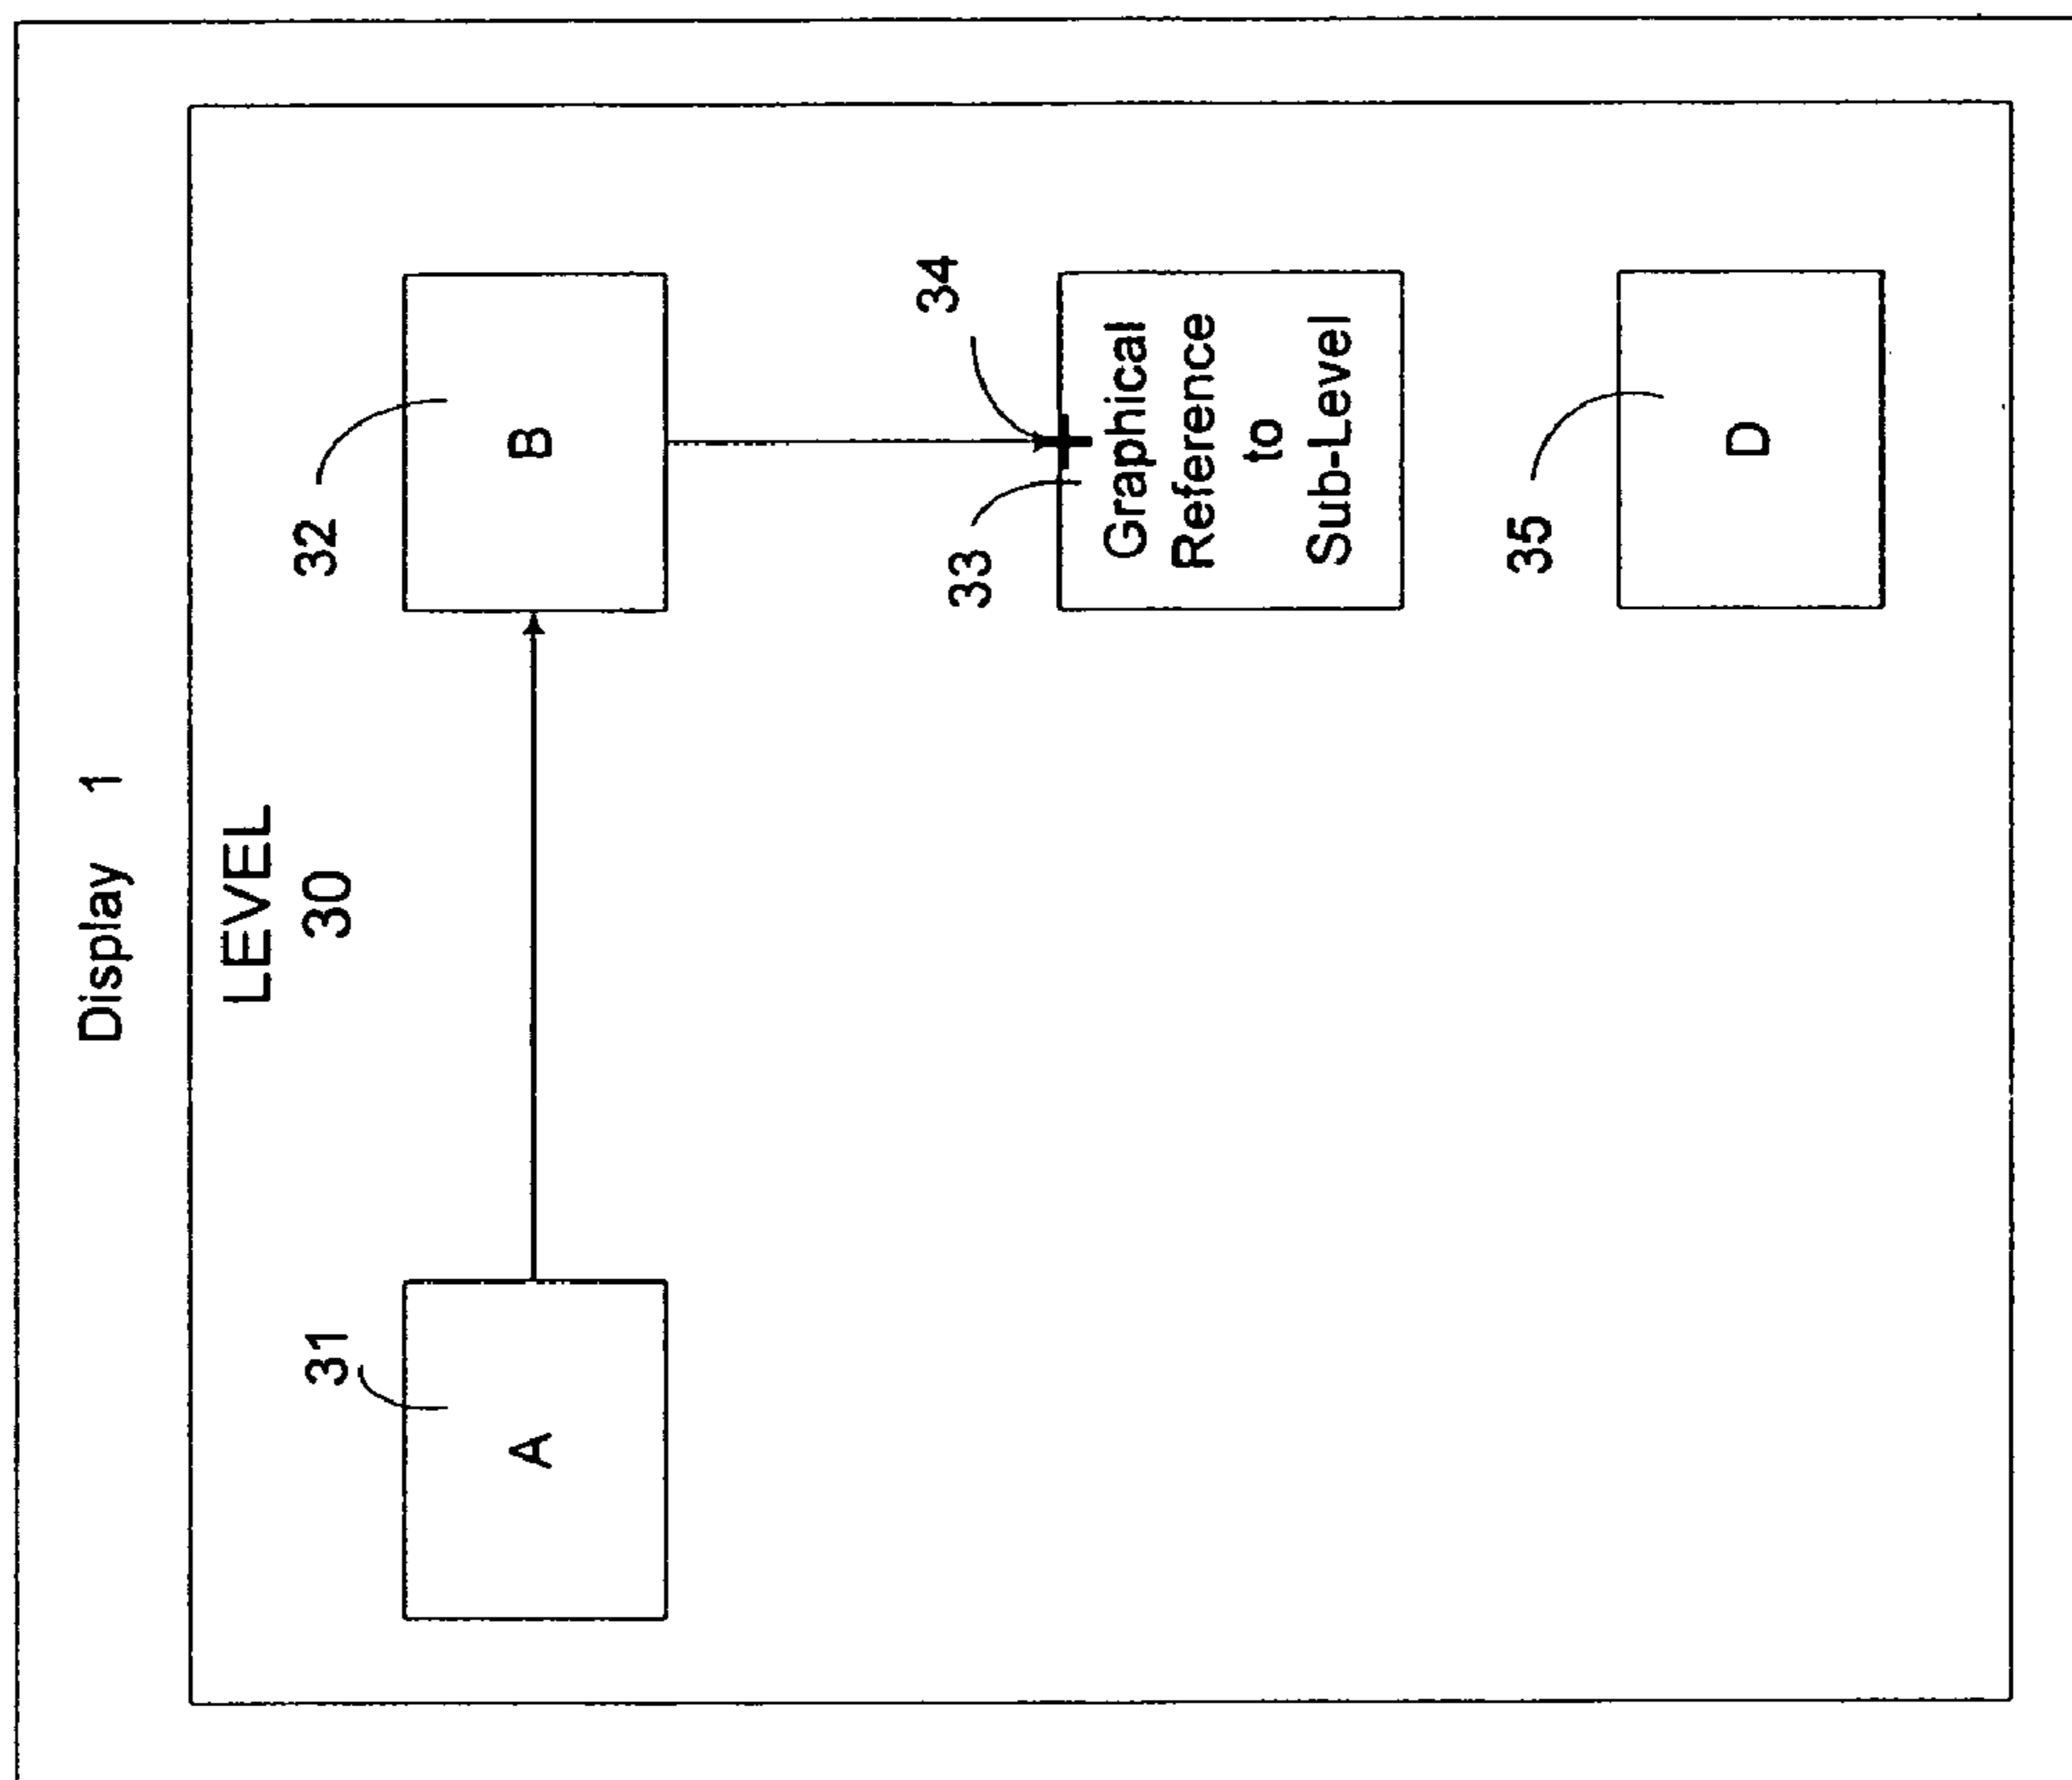 Display 1
LEVEL
30
31
A
32
B
34
33
Graphical
Reference
to
Sub-Level
35
D